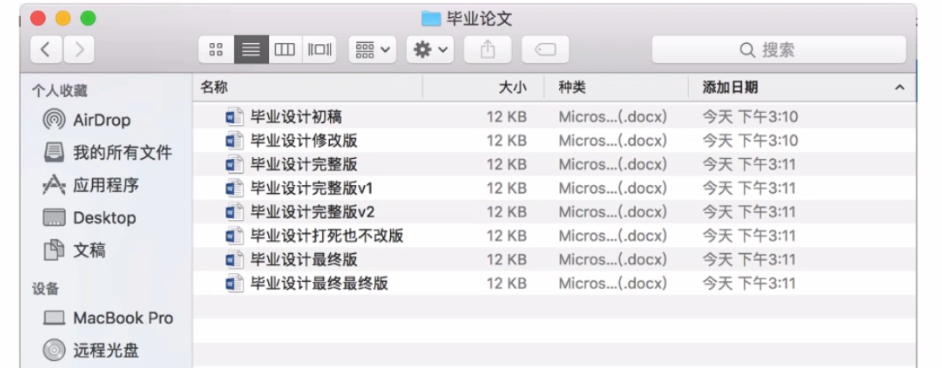 毕业论文
搜索
个人收藏
AirDrop
我的所有文件
应用程序
Desktop
文稿
设备
MacBook Pro
远程光盘
名称 大小 种类 添加日期
毕业设计初稿 12 KB Micros...(.docx) 今天 下午3:10
毕业设计修改版 12 KB Micros...(.docx) 今天 下午3:10
毕业设计完整版 12 KB Micros...(.docx) 今天 下午3:11
毕业设计完整版v1 12 KB Micros...(.docx) 今天 下午3:11
毕业设计完整版v2 12 KB Micros...(.docx) 今天 下午3:11
毕业设计打死也不改版 12 KB Micros...(.docx) 今天 下午3:11
毕业设计最终版 12 KB Micros...(.docx) 今天 下午3:11
毕业设计最终最终版 12 KB Micros...(.docx) 今天 下午3:11